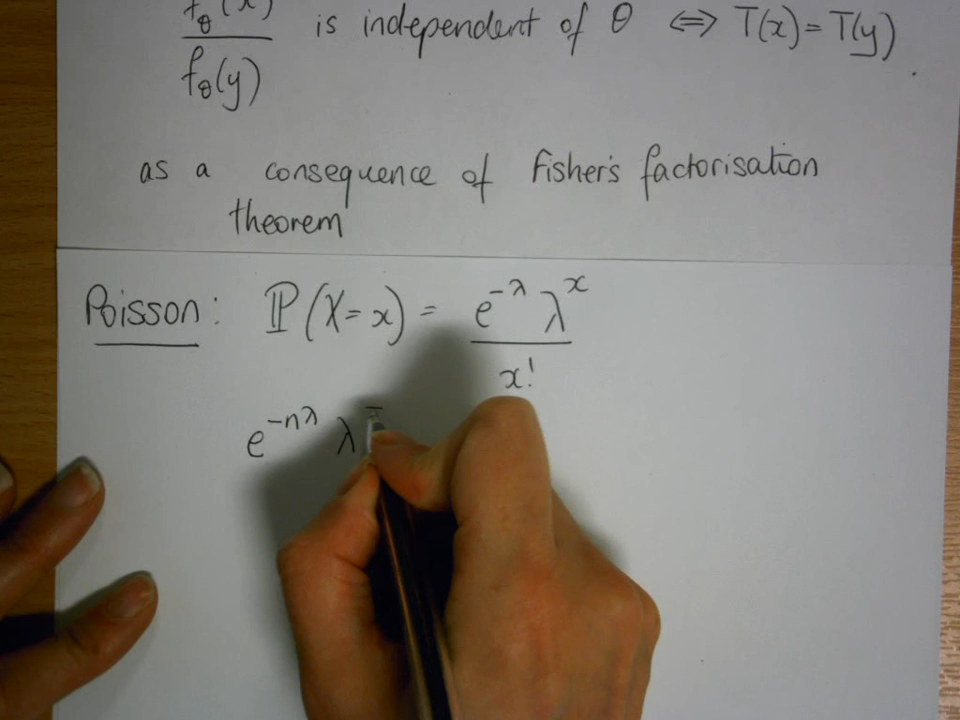 fθ(x)
is independent of θ ⟺ T(x) = T(y).
fθ(y)
as a consequence of Fisher's factorisation
theorem
Poisson: ℙ(X=x) = e^{-λ} λ^x
x!
e^{-nλ} λ